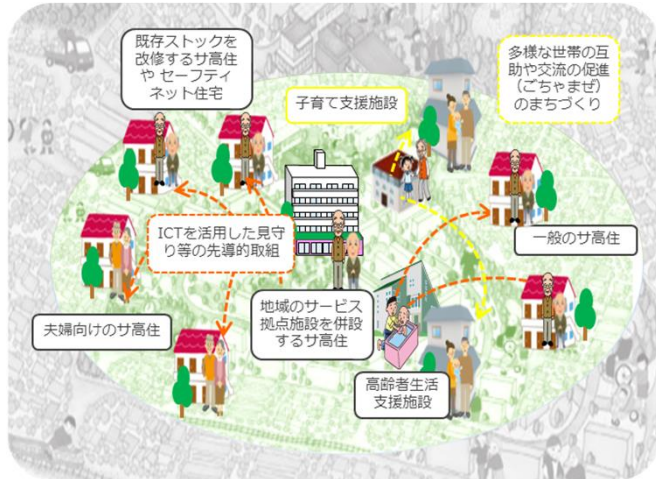 既存ストックを
改修するサ高住
や セーフティ
ネット住宅
子育て支援施設
多様な世帯の互
助や交流の促進
（ごちゃまぜ）
のまちづくり
ICTを活用した見守
り等の先導的取組
一般のサ高住
夫婦向けのサ高住
地域のサービス
拠点施設を併設
するサ高住
高齢者生活
支援施設